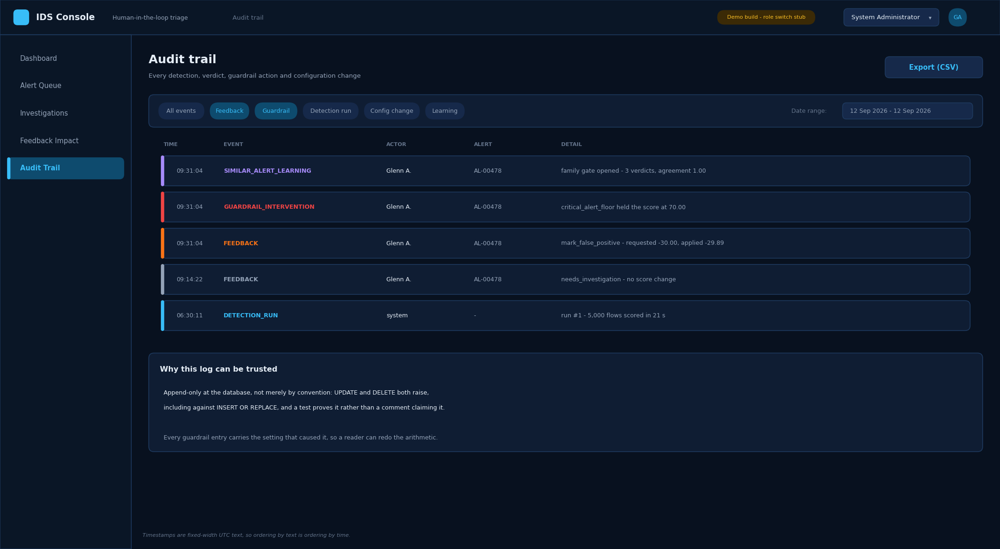 IDS Console
Human-in-the-loop triage
Audit trail
Demo build - role switch stub
System Administrator ▾
GA
Dashboard
Alert Queue
Investigations
Feedback Impact
Audit Trail
Audit trail
Every detection, verdict, guardrail action and configuration change
Export (CSV)
All events Feedback Guardrail Detection run Config change Learning Date range: 12 Sep 2026 - 12 Sep 2026
TIME EVENT ACTOR ALERT DETAIL
09:31:04 SIMILAR_ALERT_LEARNING Glenn A. AL-00478 family gate opened - 3 verdicts, agreement 1.00
09:31:04 GUARDRAIL_INTERVENTION Glenn A. AL-00478 critical_alert_floor held the score at 70.00
09:31:04 FEEDBACK Glenn A. AL-00478 mark_false_positive - requested -30.00, applied -29.89
09:14:22 FEEDBACK Glenn A. AL-00478 needs_investigation - no score change
06:30:11 DETECTION_RUN system - run #1 - 5,000 flows scored in 21 s
Why this log can be trusted
Append-only at the database, not merely by convention: UPDATE and DELETE both raise,
including against INSERT OR REPLACE, and a test proves it rather than a comment claiming it.
Every guardrail entry carries the setting that caused it, so a reader can redo the arithmetic.
Timestamps are fixed-width UTC text, so ordering by text is ordering by time.